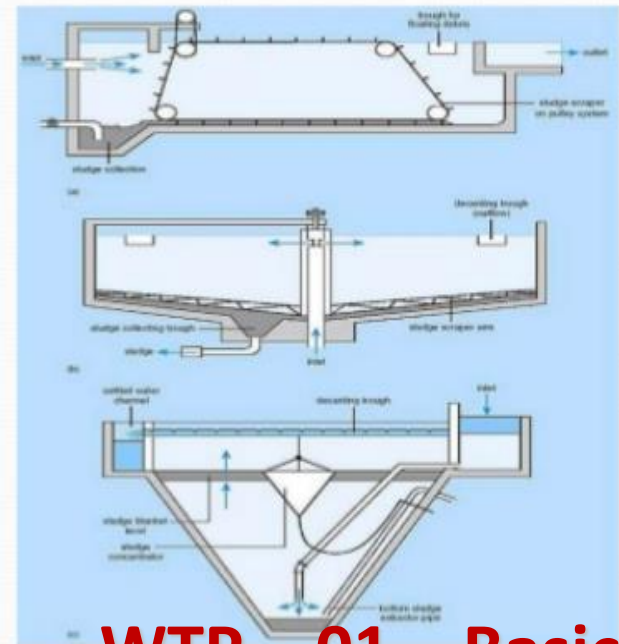 inlet
trough for
floating debris
outlet
sludge scraper
on pulley system
sludge collection
(a)
decanting trough
(outflow)
sludge collecting trough
sludge scraper arm
sludge
inlet
(b)
settled water
channel
decanting trough
inlet
sludge blanket
level
sludge
concentrator
bottom sludge
extractor pipe
(c)
WTP - 01 - Basic